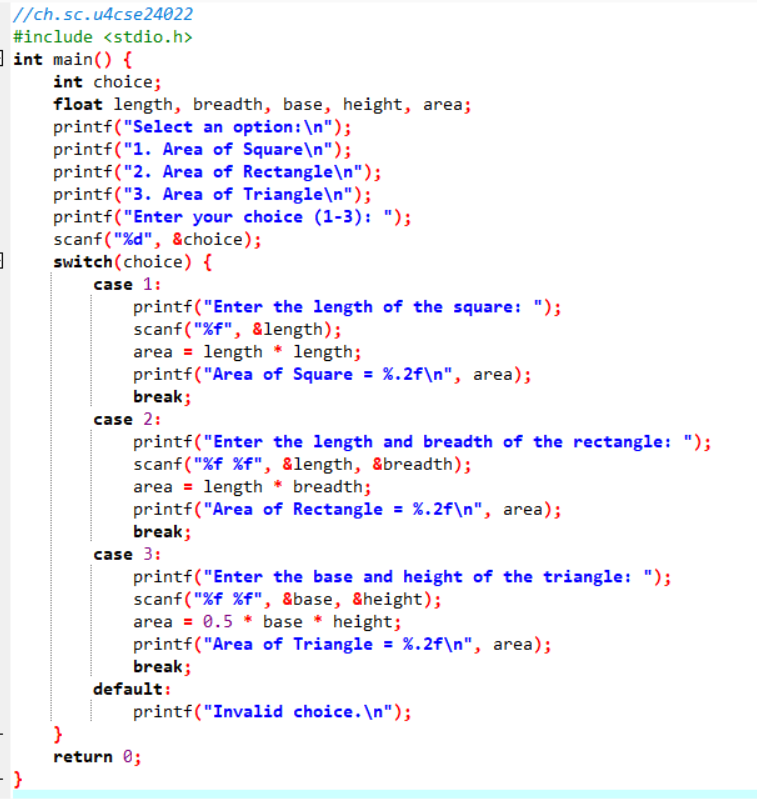 //ch.sc.u4cse24022
#include <stdio.h>
int main() {
    int choice;
    float length, breadth, base, height, area;
    printf("Select an option:\n");
    printf("1. Area of Square\n");
    printf("2. Area of Rectangle\n");
    printf("3. Area of Triangle\n");
    printf("Enter your choice (1-3): ");
    scanf("%d", &choice);
    switch(choice) {
        case 1:
            printf("Enter the length of the square: ");
            scanf("%f", &length);
            area = length * length;
            printf("Area of Square = %.2f\n", area);
            break;
        case 2:
            printf("Enter the length and breadth of the rectangle: ");
            scanf("%f %f", &length, &breadth);
            area = length * breadth;
            printf("Area of Rectangle = %.2f\n", area);
            break;
        case 3:
            printf("Enter the base and height of the triangle: ");
            scanf("%f %f", &base, &height);
            area = 0.5 * base * height;
            printf("Area of Triangle = %.2f\n", area);
            break;
        default:
            printf("Invalid choice.\n");
    }
    return 0;
}